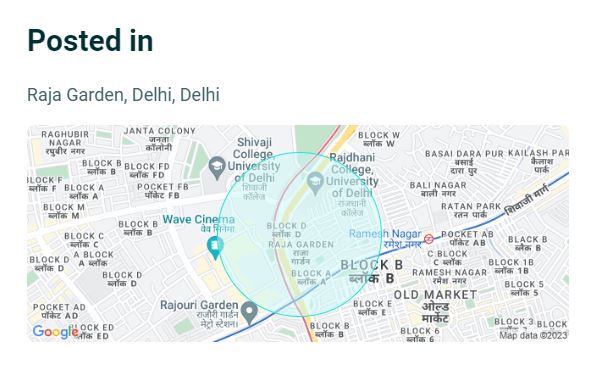 Posted in
Raja Garden, Delhi, Delhi
RAGHUBIR
NAGAR
रघुबीर नगर
JANTA COLONY
जनता
कॉलोनी
Shivaji
College,
University
of Delhi
शिवाजी
कॉलेज
BLOCK W
ब्लॉक W
Rajdhani
College,
University
of Delhi
राजधानी
कॉलेज
BASAI DARA PUR
बसाई
दारा पुर
KAILASH PAR
कैलाश
पार्क
BLOCK B
ब्लॉक B
BLOCK FD
ब्लॉक FD
BLOCK F
ब्लॉक F
BLOCK A
ब्लॉक A
POCKET FB
पॉकेट FB
BALI NAGAR
बाली नगर
BLOCK M
ब्लॉक M
RATAN PARK
रतन पार्क
शिवाजी मार्ग
Wave Cinema
वेव सिनेमा
BLOCK B
ब्लॉक B
BLOCK C
ब्लॉक C
BLOCK D
ब्लॉक D
RAJA GARDEN
राजा
गार्डन
Ramesh Nagar
रमेश नगर
POCKET AB
पॉकेट AB
BLACK B
ब्लैक B
A BLOCK
ए ब्लॉक
BLOCK D
ब्लॉक D
BLOCK A
ब्लॉक A
BLOCK B
ब्लॉक B
C BLOCK
C ब्लॉक
RAMESH NAGAR
रमेश नगर
BLOCK 1B
ब्लॉक 1B
BLOCK 5
ब्लॉक 5
OLD MARKET
ओल्ड
मार्केट
POCKET AD
पॉकेट AD
Rajouri Garden
राजौरी गार्डन
मेट्रो स्टेशन।
BLOCK E
ब्लॉक E
BLOCK B
ब्लॉक B
BLOCK F
ब्लॉक F
BLOCK 6
ब्लॉक 6
BLOCK 3
BLOCK ED
ब्लॉक ED
Google
Map data ©2023